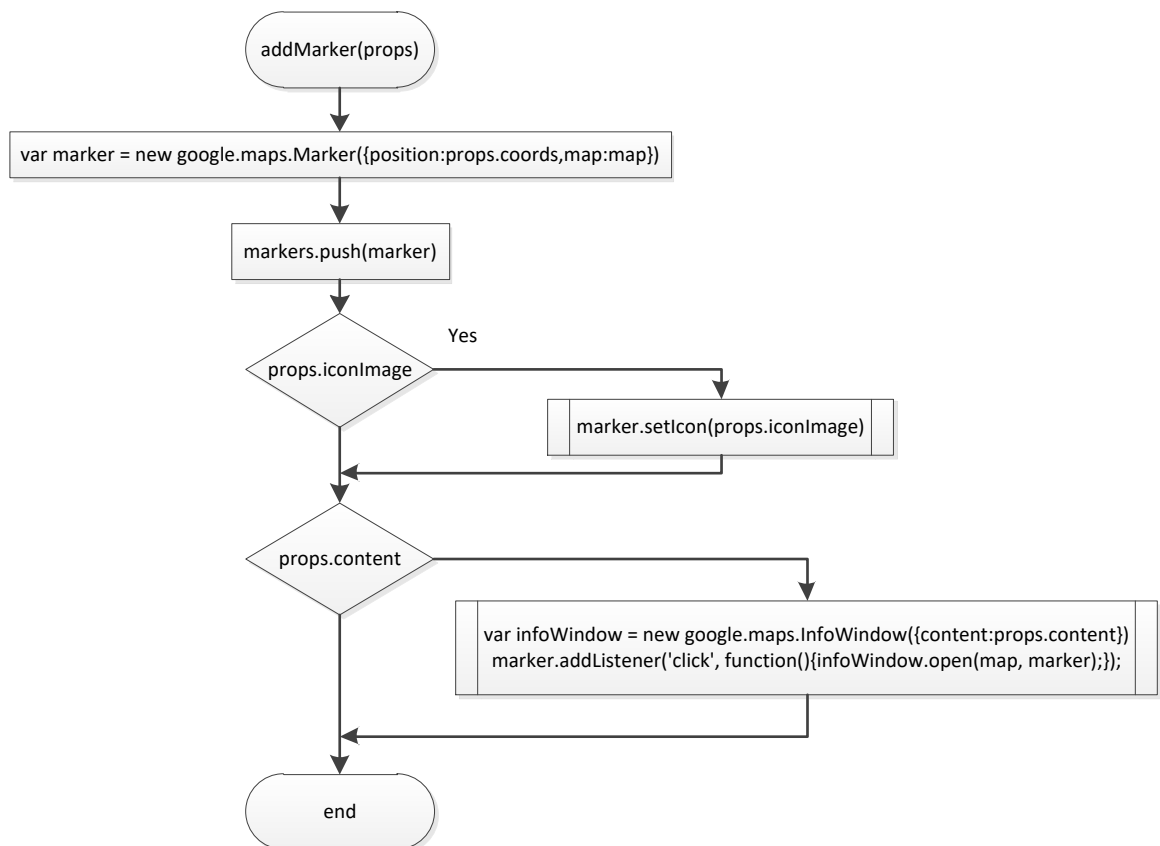 addMarker(props)
var marker = new google.maps.Marker({position:props.coords,map:map})
markers.push(marker)
Yes
props.iconImage
marker.setIcon(props.iconImage)
props.content
var infoWindow = new google.maps.InfoWindow({content:props.content})
marker.addListener('click', function(){infoWindow.open(map, marker);});
end